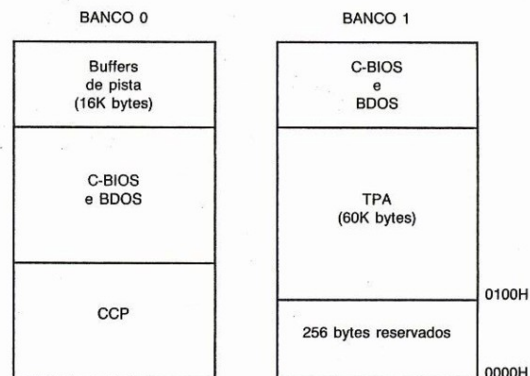 BANCO 0
Buffers
de pista
(16K bytes)
C-BIOS
e BDOS
CCP
BANCO 1
C-BIOS
e
BDOS
TPA
(60K bytes)
0100H
256 bytes reservados
0000H